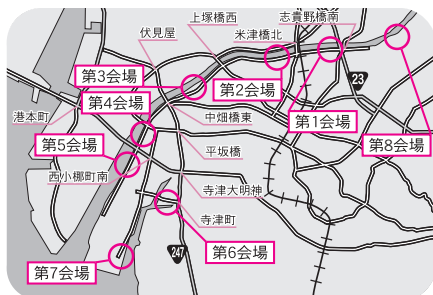 上塚橋西
志貴野橋南
伏見屋
米津橋北
第3会場
23
第2会場
第4会場
港本町
中畑橋東
第1会場
第5会場
平坂橋
第8会場
西小梛町南
寺津大明神
寺津町
第6会場
247
第7会場